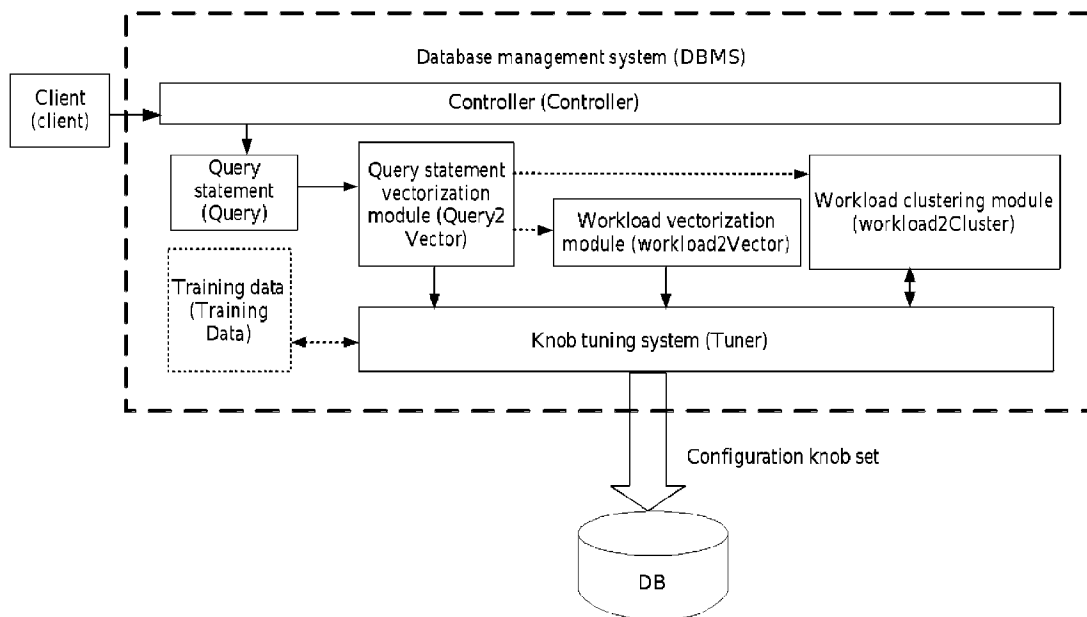 Database management system (DBMS)
Client
(client)
Controller (Controller)
Query
statement
(Query)
Query statement
vectorization
module (Query2
Vector)
Workload vectorization
module (workload2Vector)
Workload clustering module
(workload2Cluster)
Training data
(Training
Data)
Knob tuning system (Tuner)
Configuration knob set
DB